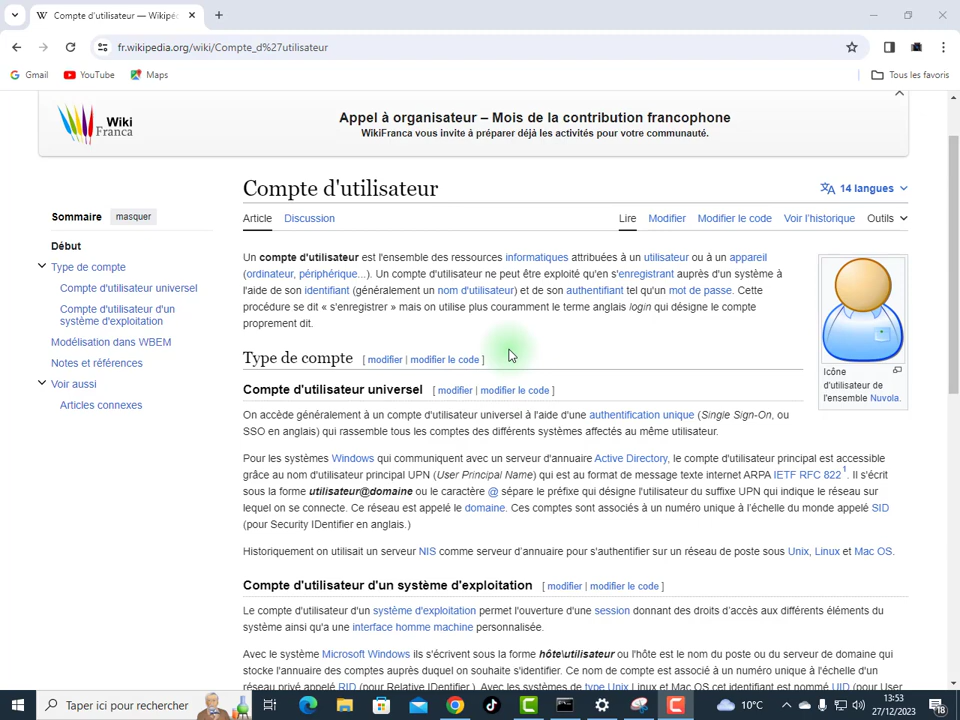 Compte d'utilisateur — Wikipé
fr.wikipedia.org/wiki/Compte_d%27utilisateur
Gmail
YouTube
Maps
Tous les favoris
Wiki
Franca
Appel à organisateur – Mois de la contribution francophone
WikiFranca vous invite à préparer déjà les activités pour votre communauté.
Compte d'utilisateur
14 langues
Sommaire masquer
Article Discussion Lire Modifier Modifier le code Voir l'historique Outils
Début
Type de compte
Compte d'utilisateur universel
Compte d'utilisateur d'un
système d'exploitation
Modélisation dans WBEM
Notes et références
Voir aussi
Articles connexes
Un compte d'utilisateur est l'ensemble des ressources informatiques attribuées à un utilisateur ou à un appareil
(ordinateur, périphérique...). Un compte d'utilisateur ne peut être exploité qu'en s'enregistrant auprès d'un système à
l'aide de son identifiant (généralement un nom d'utilisateur) et de son authentifiant tel qu'un mot de passe. Cette
procédure se dit « s'enregistrer » mais on utilise plus couramment le terme anglais login qui désigne le compte
proprement dit.
Icône
d'utilisateur de
l'ensemble Nuvola.
Type de compte [ modifier | modifier le code ]
Compte d'utilisateur universel [ modifier | modifier le code ]
On accède généralement à un compte d'utilisateur universel à l'aide d'une authentification unique (Single Sign-On, ou
SSO en anglais) qui rassemble tous les comptes des différents systèmes affectés au même utilisateur.
Pour les systèmes Windows qui communiquent avec un serveur d'annuaire Active Directory, le compte d'utilisateur principal est accessible
grâce au nom d'utilisateur principal UPN (User Principal Name) qui est au format de message texte internet ARPA IETF RFC 822¹. Il s'écrit
sous la forme utilisateur@domaine ou le caractère @ sépare le préfixe qui désigne l'utilisateur du suffixe UPN qui indique le réseau sur
lequel on se connecte. Ce réseau est appelé le domaine. Ces comptes sont associés à un numéro unique à l'échelle du monde appelé SID
(pour Security IDentifier en anglais.)
Historiquement on utilisait un serveur NIS comme serveur d'annuaire pour s'authentifier sur un réseau de poste sous Unix, Linux et Mac OS.
Compte d'utilisateur d'un système d'exploitation [ modifier | modifier le code ]
Le compte d'utilisateur d'un système d'exploitation permet l'ouverture d'une session donnant des droits d'accès aux différents éléments du
système ainsi qu'a une interface homme machine personnalisée.
Avec le système Microsoft Windows ils s'écrivent sous la forme hôte\utilisateur ou l'hôte est le nom du poste ou du serveur de domaine qui
stocke l'annuaire des comptes auprès duquel on souhaite s'identifier. Ce nom de compte est associé à un numéro unique à l'échelle d'un
réseau privé appelé RID (pour Relative IDentifier). Avec les systèmes de type Unix Linux et Mac OS cet identifiant est nommé UID (pour User
Taper ici pour rechercher
10°C
13:53
27/12/2023
18